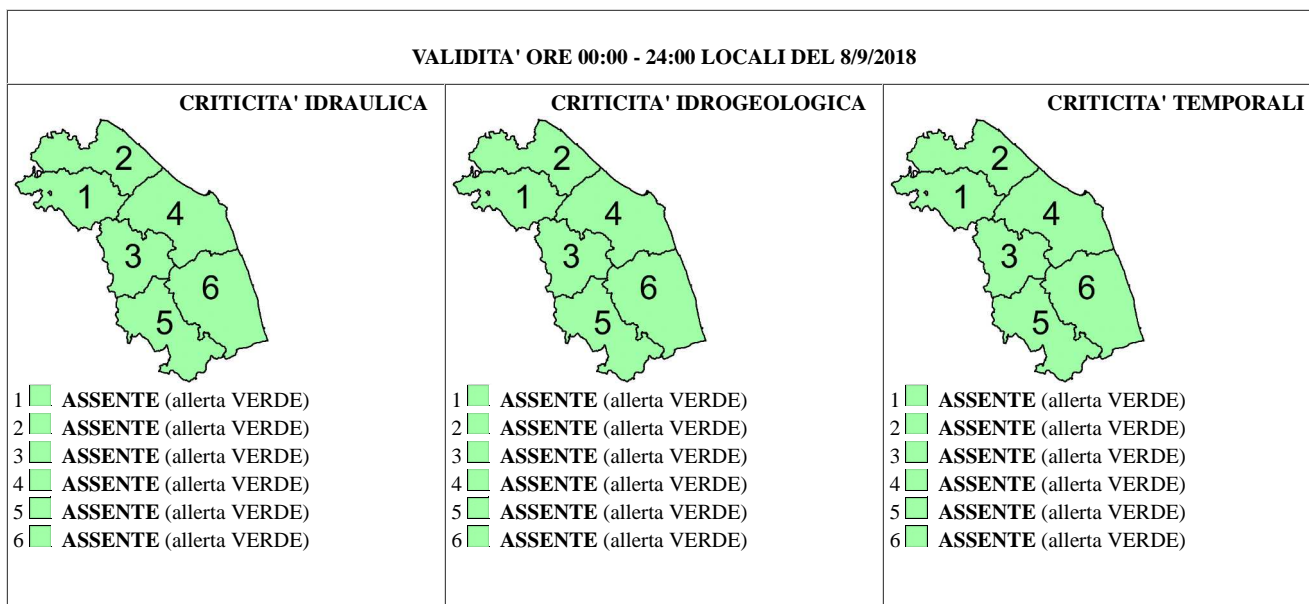 VALIDITA' ORE 00:00 - 24:00 LOCALI DEL 8/9/2018
CRITICITA' IDRAULICA
2
1
4
3
6
5
1 ASSENTE (allerta VERDE)
2 ASSENTE (allerta VERDE)
3 ASSENTE (allerta VERDE)
4 ASSENTE (allerta VERDE)
5 ASSENTE (allerta VERDE)
6 ASSENTE (allerta VERDE)
CRITICITA' IDROGEOLOGICA
2
1
4
3
6
5
1 ASSENTE (allerta VERDE)
2 ASSENTE (allerta VERDE)
3 ASSENTE (allerta VERDE)
4 ASSENTE (allerta VERDE)
5 ASSENTE (allerta VERDE)
6 ASSENTE (allerta VERDE)
CRITICITA' TEMPORALI
2
1
4
3
6
5
1 ASSENTE (allerta VERDE)
2 ASSENTE (allerta VERDE)
3 ASSENTE (allerta VERDE)
4 ASSENTE (allerta VERDE)
5 ASSENTE (allerta VERDE)
6 ASSENTE (allerta VERDE)